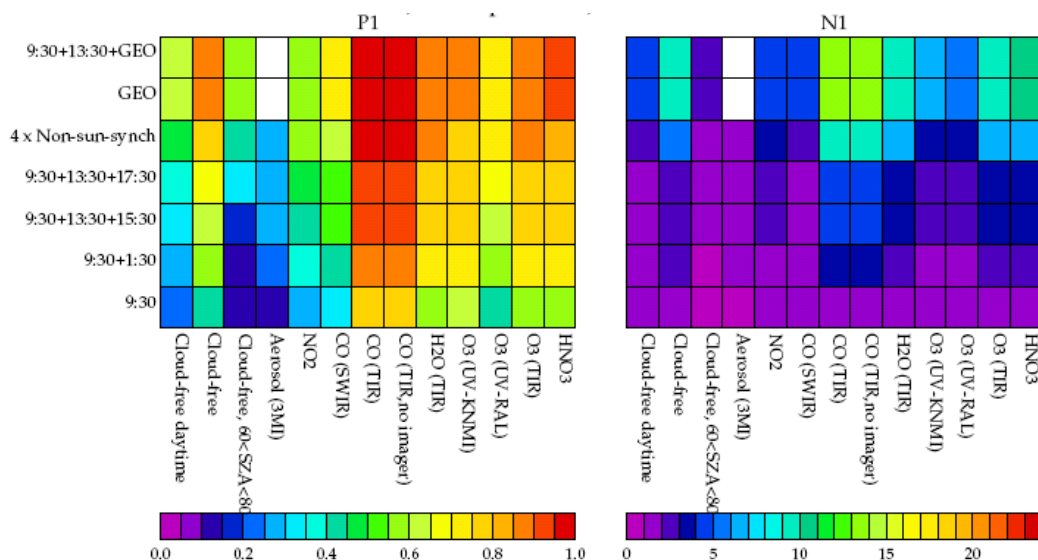 P1
N1
9:30+13:30+GEO
GEO
4 x Non-sun-synch
9:30+13:30+17:30
9:30+13:30+15:30
9:30+1:30
9:30
Cloud-free daytime
Cloud-free
Cloud-free, 60<SZA<80
Aerosol (3MI)
NO2
CO (SWIR)
CO (TIR)
CO (TIR,no imager)
H2O (TIR)
O3 (UV-KNMI)
O3 (UV-RAL)
O3 (TIR)
HNO3
Cloud-free daytime
Cloud-free
Cloud-free, 60<SZA<80
Aerosol (3MI)
NO2
CO (SWIR)
CO (TIR)
CO (TIR,no imager)
H2O (TIR)
O3 (UV-KNMI)
O3 (UV-RAL)
O3 (TIR)
HNO3
0.0 0.2 0.4 0.6 0.8 1.0
0 5 10 15 20